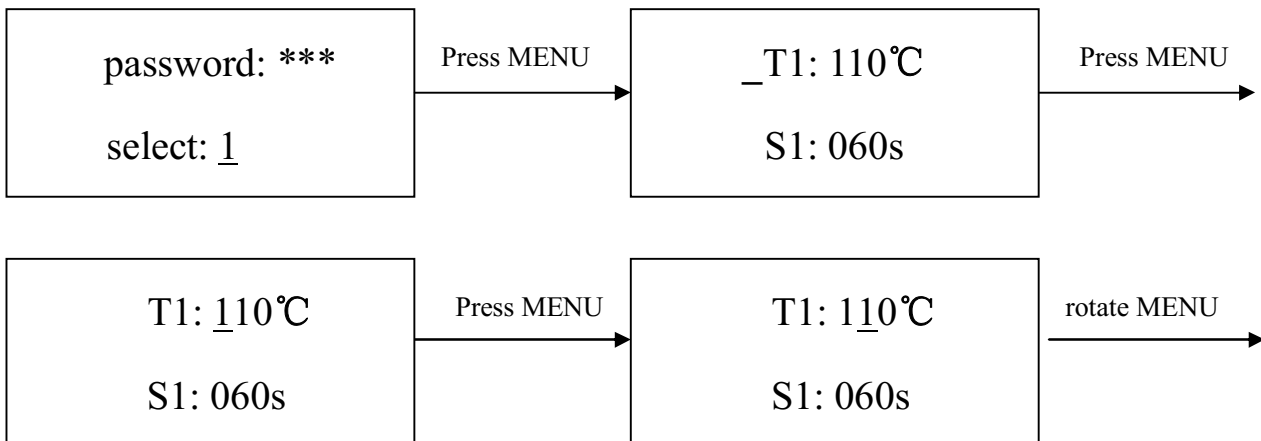 password: ***
select: 1
Press MENU
_T1: 110℃
S1: 060s
Press MENU
T1: 110℃
S1: 060s
Press MENU
T1: 110℃
S1: 060s
rotate MENU